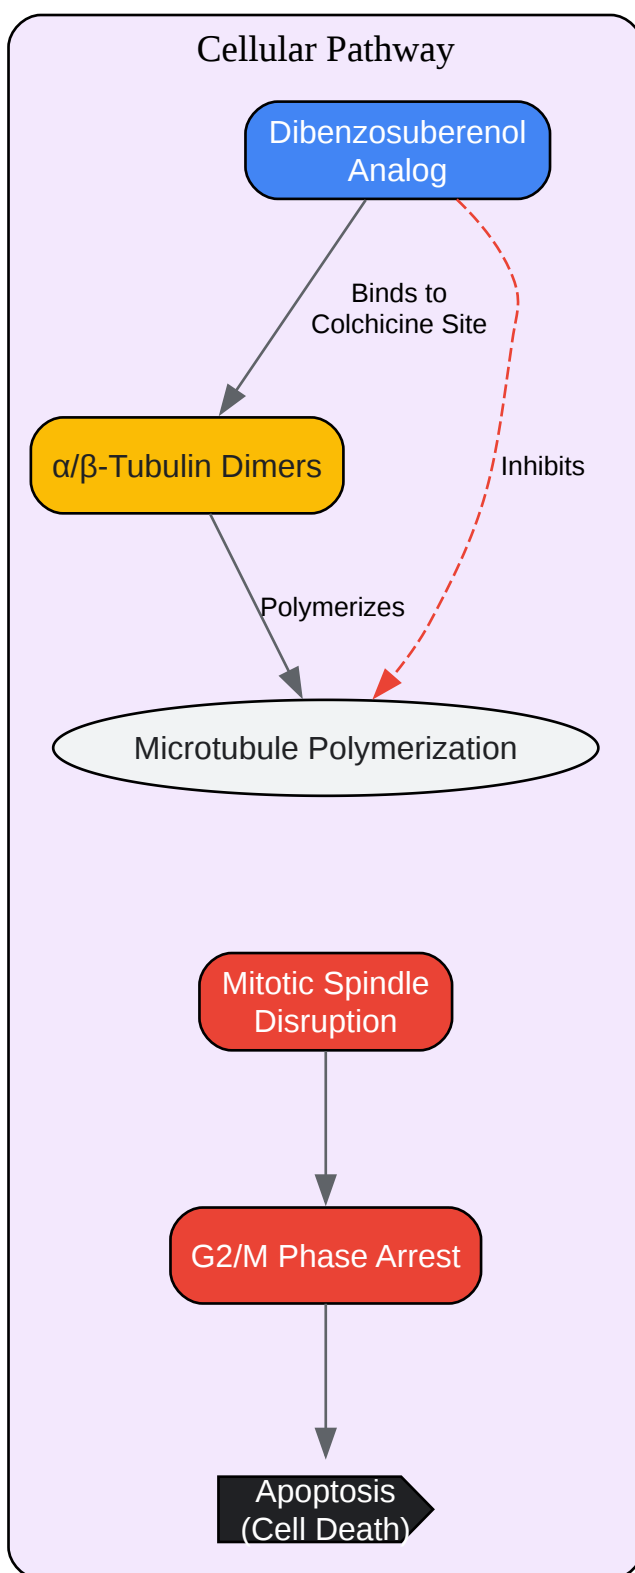 Cellular Pathway
Dibenzosuberenol
Analog
Binds to
Colchicine Site
α/β-Tubulin Dimers
Inhibits
Polymerizes
Microtubule Polymerization
Mitotic Spindle
Disruption
G2/M Phase Arrest
Apoptosis
(Cell Death)